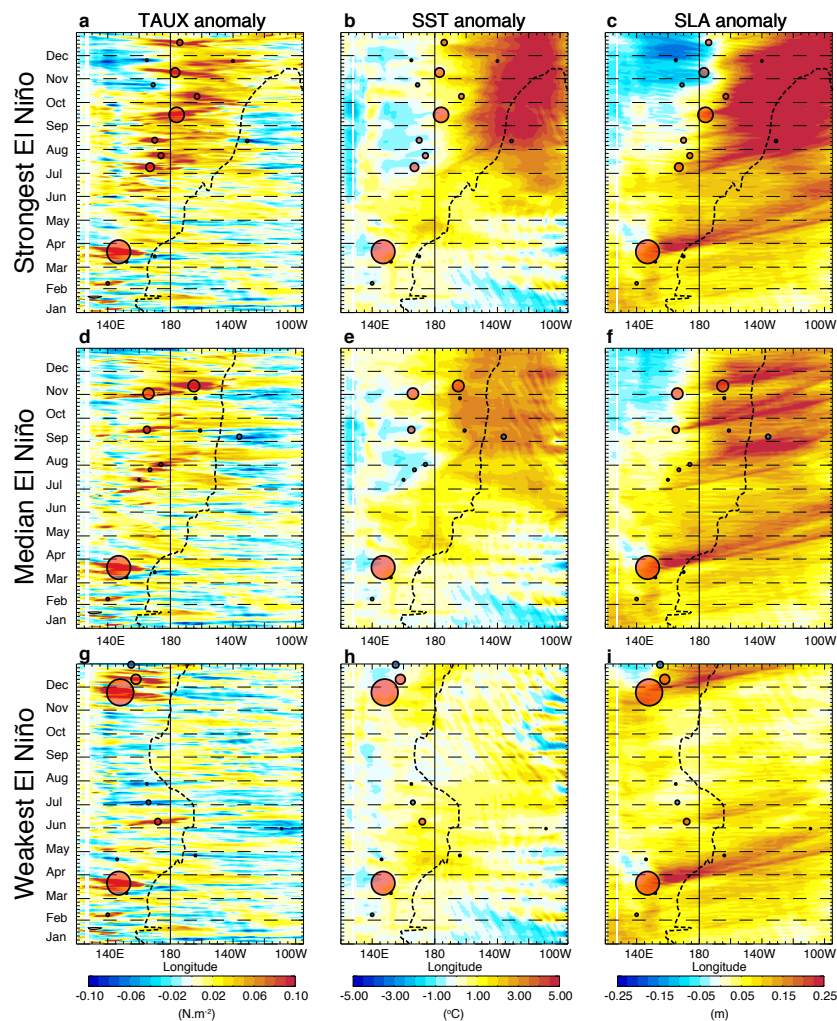 TAUX anomaly SST anomaly SLA anomaly
a b c
Strongest El Niño
Dec
Nov
Oct
Sep
Aug
Jul
Jun
May
Apr
Mar
Feb
Jan
140E 180 140W 100W 140E 180 140W 100W 140E 180 140W 100W
d e f
Median El Niño
Dec
Nov
Oct
Sep
Aug
Jul
Jun
May
Apr
Mar
Feb
Jan
140E 180 140W 100W 140E 180 140W 100W 140E 180 140W 100W
g h i
Weakest El Niño
Dec
Nov
Oct
Sep
Aug
Jul
Jun
May
Apr
Mar
Feb
Jan
140E 180 140W 100W 140E 180 140W 100W 140E 180 140W 100W
Longitude Longitude Longitude
-0.10 -0.06 -0.02 0.02 0.06 0.10 -5.00 -3.00 -1.00 1.00 3.00 5.00 -0.25 -0.15 -0.05 0.05 0.15 0.25
(N.m⁻²) (°C) (m)